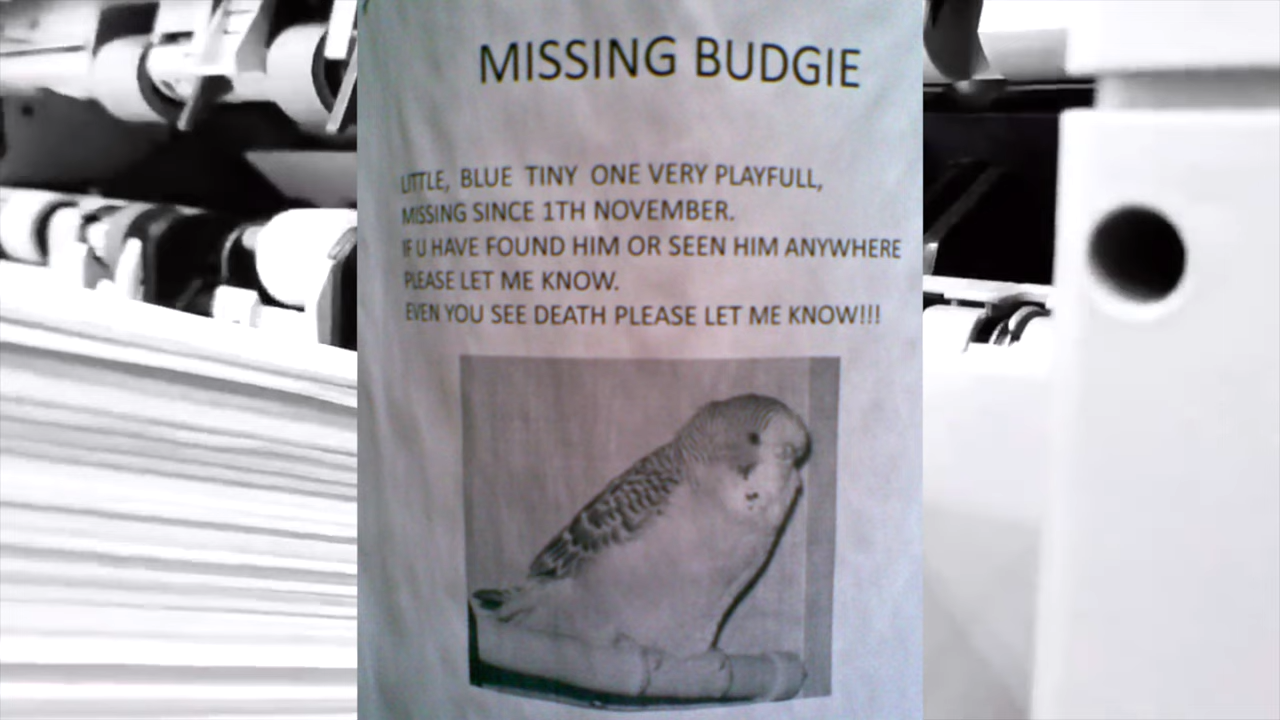 MISSING BUDGIE
LITTLE, BLUE TINY ONE VERY PLAYFULL,
MISSING SINCE 1TH NOVEMBER.
IF U HAVE FOUND HIM OR SEEN HIM ANYWHERE
PLEASE LET ME KNOW.
EVEN YOU SEE DEATH PLEASE LET ME KNOW!!!